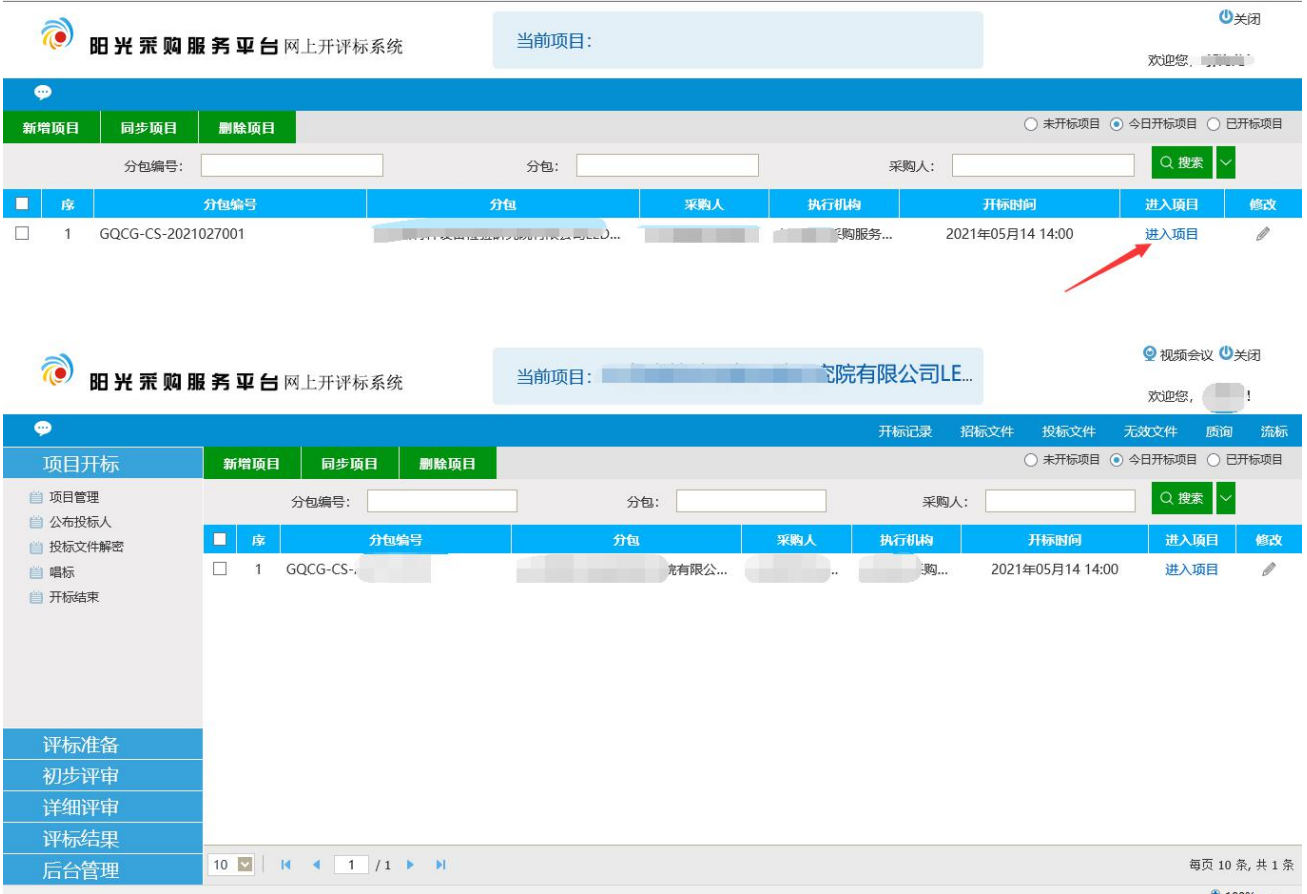 关闭
阳光采购服务平台 网上开评标系统
当前项目：
欢迎您,
新增项目 同步项目 删除项目 未开标项目 今日开标项目 已开标项目
分包编号： 分包： 采购人： 搜索
序 分包编号 分包 采购人 执行机构 开标时间 进入项目 修改
1 GQCG-CS-2021027001 购服务... 2021年05月14 14:00 进入项目
视频会议 关闭
阳光采购服务平台 网上开评标系统
当前项目： 院有限公司LE...
欢迎您, !
开标记录 招标文件 投标文件 无效文件 质询 流标
项目开标 新增项目 同步项目 删除项目 未开标项目 今日开标项目 已开标项目
项目管理
分包编号： 分包： 采购人： 搜索
公布投标人
投标文件解密
序 分包编号 分包 采购人 执行机构 开标时间 进入项目 修改
唱标
1 GQCG-CS- 有限公... 购... 2021年05月14 14:00 进入项目
开标结束
评标准备
初步评审
详细评审
评标结果
后台管理
10 1 / 1 每页 10 条, 共 1 条